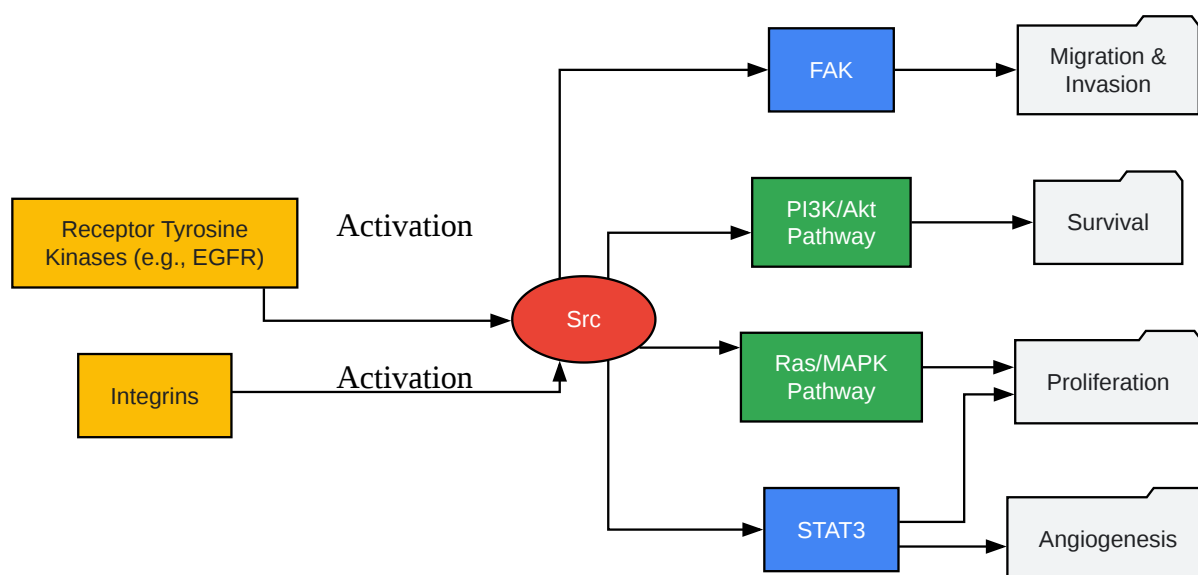 Receptor Tyrosine
Kinases (e.g., EGFR)
Activation
Integrins
Activation
Src
FAK
Migration &
Invasion
PI3K/Akt
Pathway
Survival
Ras/MAPK
Pathway
Proliferation
STAT3
Angiogenesis